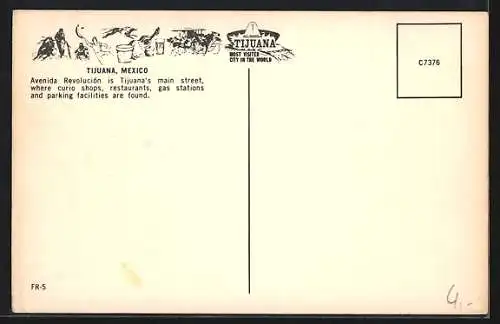 TIJUANA
MOST VISITED
CITY IN THE WORLD
TIJUANA, MEXICO
Avenida Revolución is Tijuana's main street,
where curio shops, restaurants, gas stations
and parking facilities are found.
C7376
FR-5
4.-